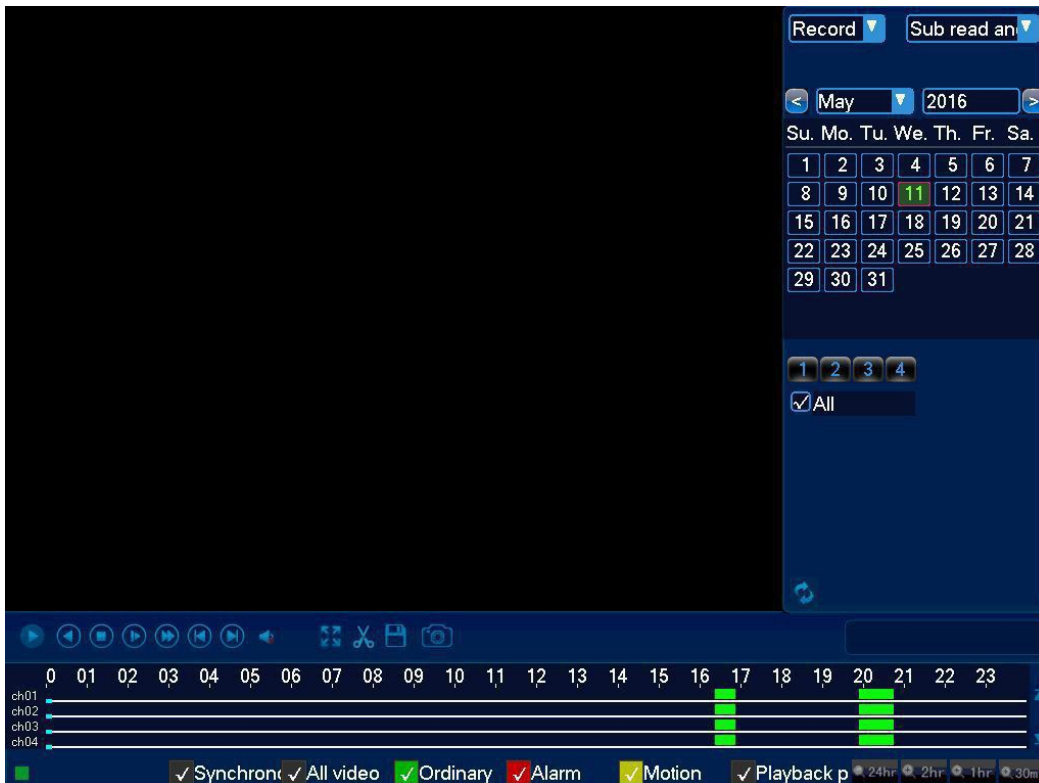 Record Sub read an
< May 2016 >
Su. Mo. Tu. We. Th. Fr. Sa.
1 2 3 4 5 6 7
8 9 10 11 12 13 14
15 16 17 18 19 20 21
22 23 24 25 26 27 28
29 30 31
1 2 3 4
All
0 01 02 03 04 05 06 07 08 09 10 11 12 13 14 15 16 17 18 19 20 21 22 23
ch01
ch02
ch03
ch04
Synchron All video Ordinary Alarm Motion Playback p 24hr 2hr 1hr 30m